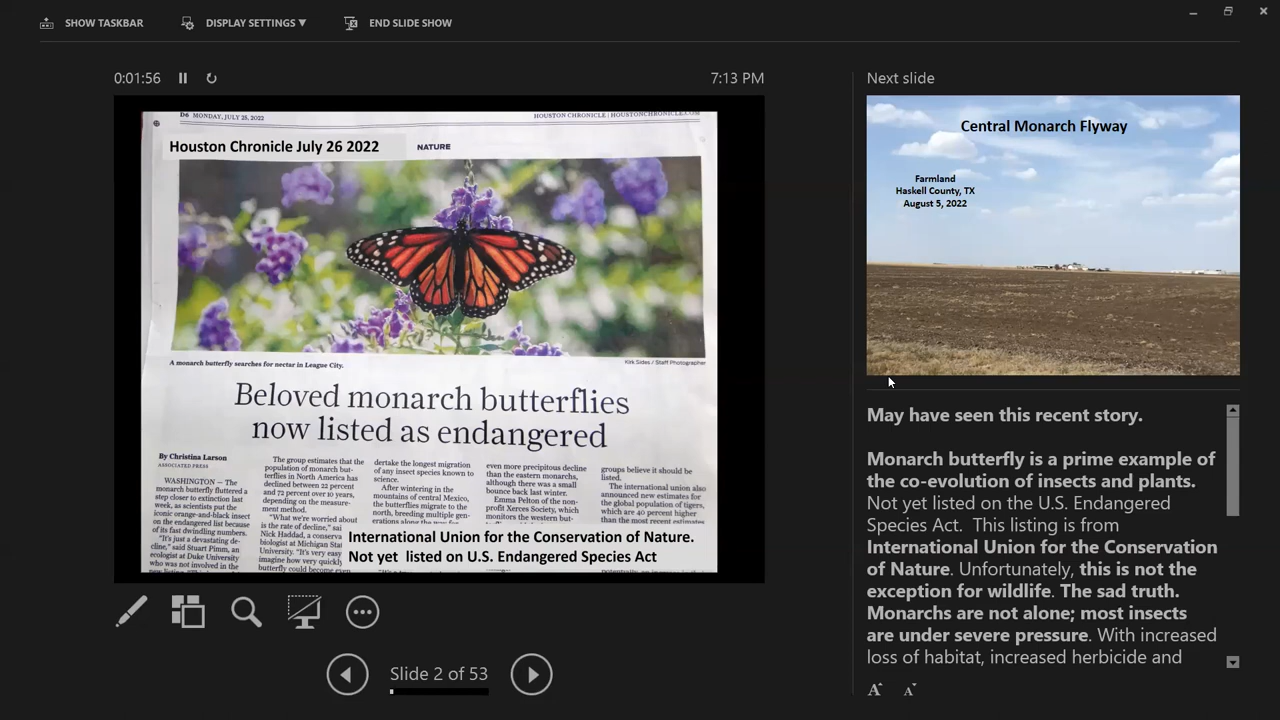 SHOW TASKBAR
DISPLAY SETTINGS ▼
END SLIDE SHOW
0:01:56
7:13 PM
D6 MONDAY, JULY 25, 2022
HOUSTON CHRONICLE | HOUSTONCHRONICLE.COM
Houston Chronicle July 26 2022
NATURE
Kirk Sides / Staff Photographer
A monarch butterfly searches for nectar in League City.
Beloved monarch butterflies
now listed as endangered
By Christina Larson
ASSOCIATED PRESS
WASHINGTON — The
monarch butterfly fluttered a
step closer to extinction last
week, as scientists put the
iconic orange-and-black insect
on the endangered list because
of its fast dwindling numbers.
"It's just a devastating de-
cline," said Stuart Pimm, an
ecologist at Duke University
who was not involved in the
new listing.
The group estimates that the
population of monarch but-
terflies in North America has
declined between 22 percent
and 72 percent over 10 years,
depending on the measure-
ment method.
"What we're worried about
is the rate of decline," sai
Nick Haddad, a conserva
biologist at Michigan Sta
University. "It's very easy
imagine how very quickly
butterfly could become even
dertake the longest migration
of any insect species known to
science.
After wintering in the
mountains of central Mexico,
the butterflies migrate to the
north, breeding multiple gen-
erations along the way for
even more precipitous decline
than the eastern monarchs,
although there was a small
bounce back last winter.
Emma Pelton of the non-
profit Xerces Society, which
monitors the western but-
groups believe it should be
listed.
The international union also
announced new estimates for
the global population of tigers,
which are 40 percent higher
than the most recent estimates
International Union for the Conservation of Nature.
Not yet listed on U.S. Endangered Species Act
Slide 2 of 53
Next slide
Central Monarch Flyway
Farmland
Haskell County, TX
August 5, 2022
May have seen this recent story.
Monarch butterfly is a prime example of
the co-evolution of insects and plants.
Not yet listed on the U.S. Endangered
Species Act. This listing is from
International Union for the Conservation
of Nature. Unfortunately, this is not the
exception for wildlife. The sad truth.
Monarchs are not alone; most insects
are under severe pressure. With increased
loss of habitat, increased herbicide and
A A